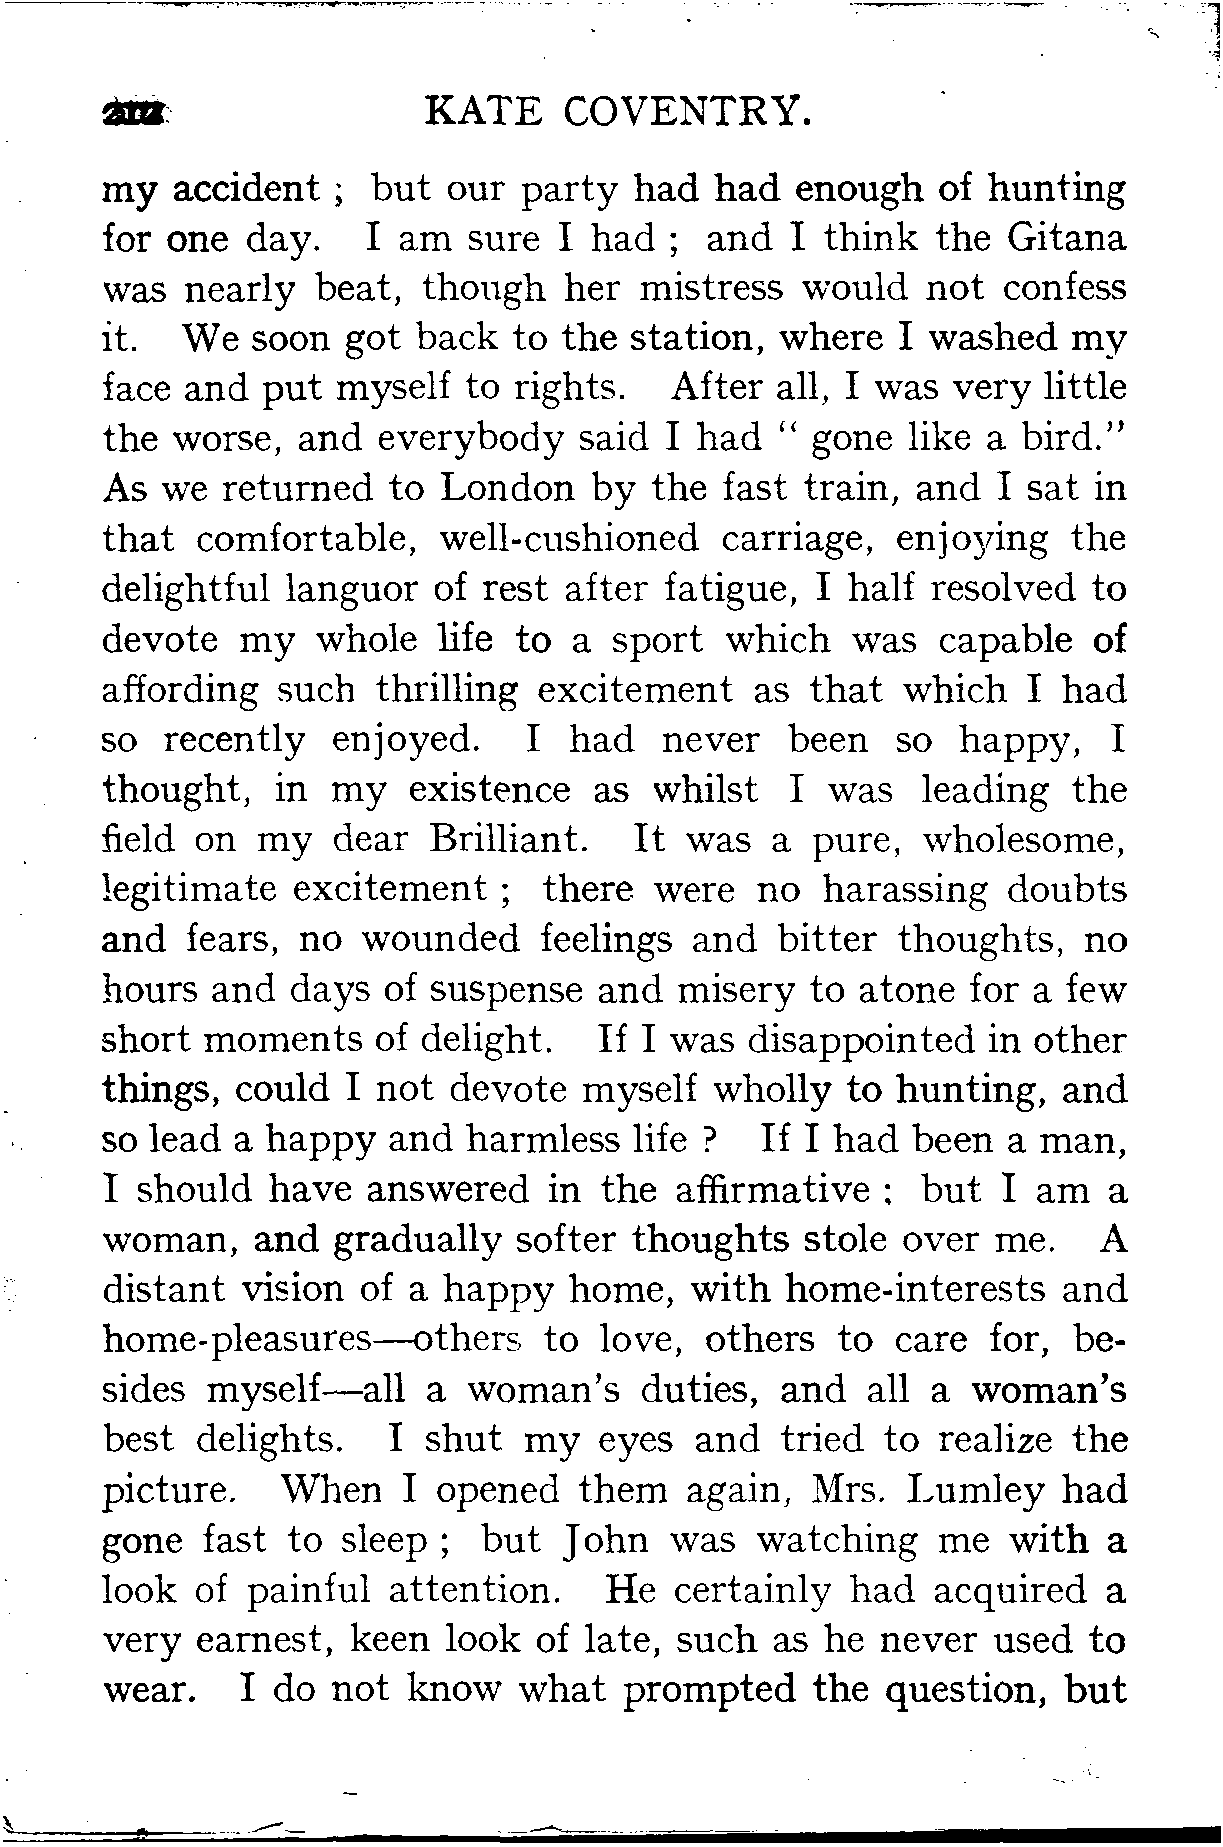 KATE COVENTRY.
my accident ; but our party had had enough of hunting
for one day. I am sure I had ; and I think the Gitana
was nearly beat, though her mistress would not confess
it. We soon got back to the station, where I washed my
face and put myself to rights. After all, I was very little
the worse, and everybody said I had “ gone like a bird.”
As we returned to London by the fast train, and I sat in
that comfortable, well-cushioned carriage, enjoying the
delightful languor of rest after fatigue, I half resolved to
devote my whole life to a sport which was capable of
affording such thrilling excitement as that which I had
so recently enjoyed. I had never been so happy, I
thought, in my existence as whilst I was leading the
field on my dear Brilliant. It was a pure, wholesome,
legitimate excitement ; there were no harassing doubts
and fears, no wounded feelings and bitter thoughts, no
hours and days of suspense and misery to atone for a few
short moments of delight. If I was disappointed in other
things, could I not devote myself wholly to hunting, and
so lead a happy and harmless life ? If I had been a man,
I should have answered in the affirmative ; but I am a
woman, and gradually softer thoughts stole over me. A
distant vision of a happy home, with home-interests and
home-pleasures—others to love, others to care for, be-
sides myself—all a woman's duties, and all a woman's
best delights. I shut my eyes and tried to realize the
picture. When I opened them again, Mrs. Lumley had
gone fast to sleep ; but John was watching me with a
look of painful attention. He certainly had acquired a
very earnest, keen look of late, such as he never used to
wear. I do not know what prompted the question, but